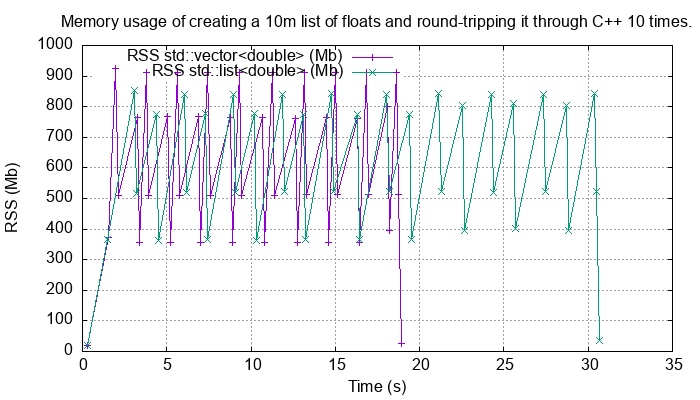 Memory usage of creating a 10m list of floats and round-tripping it through C++ 10 times.
RSS std::vector<double> (Mb)
RSS std::list<double> (Mb)
1000
900
800
700
600
500
400
300
200
100
0
RSS (Mb)
0 5 10 15 20 25 30 35
Time (s)